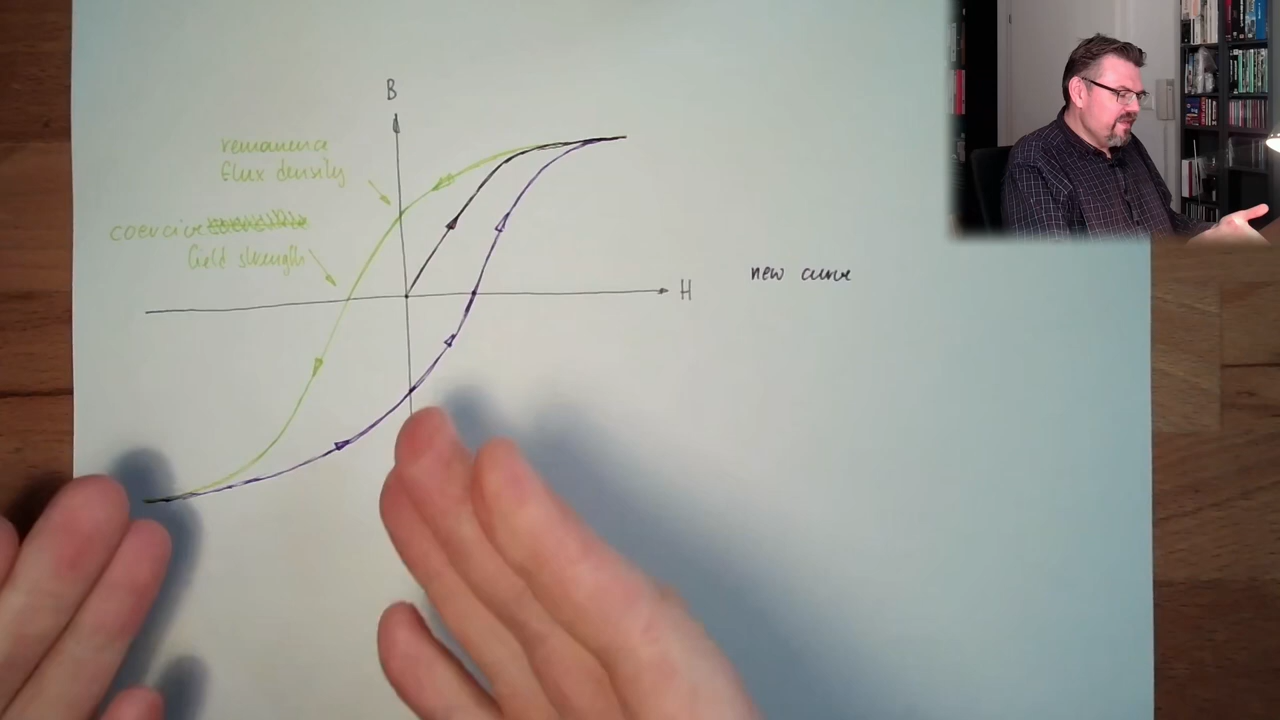 B
remanence
flux density
coercive
field strength
H
new curve